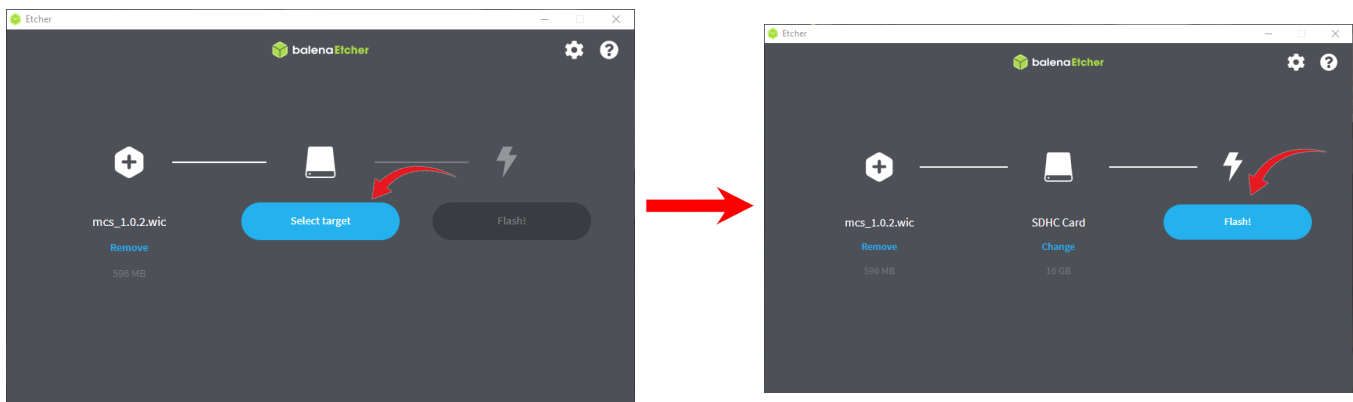 Etcher
balenaEtcher
mcs_1.0.2.wic
Remove
596 MB
Select target
Flash!
Etcher
balenaEtcher
mcs_1.0.2.wic
Remove
596 MB
SDHC Card
Change
16 GB
Flash!